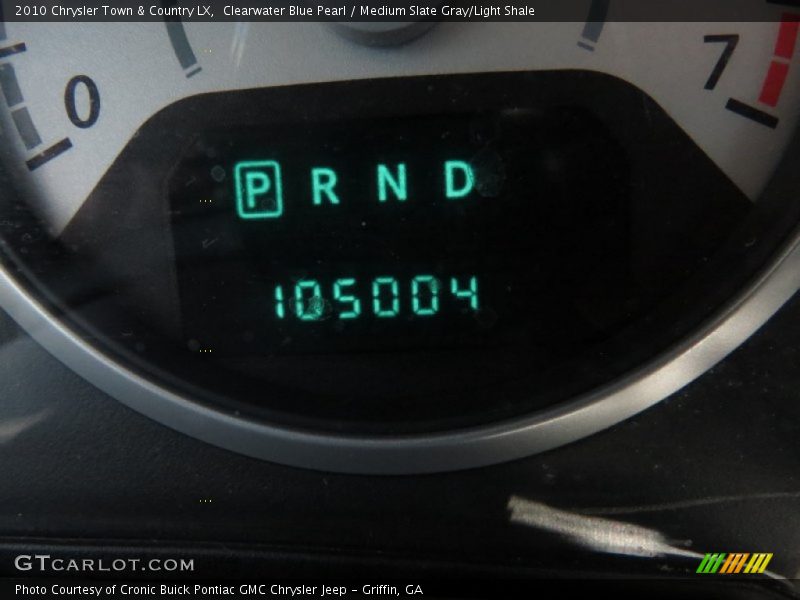 2010 Chrysler Town & Country LX,  Clearwater Blue Pearl / Medium Slate Gray/Light Shale
0
7
P R N D
105004
GTCARLOT.COM
Photo Courtesy of Cronic Buick Pontiac GMC Chrysler Jeep - Griffin, GA